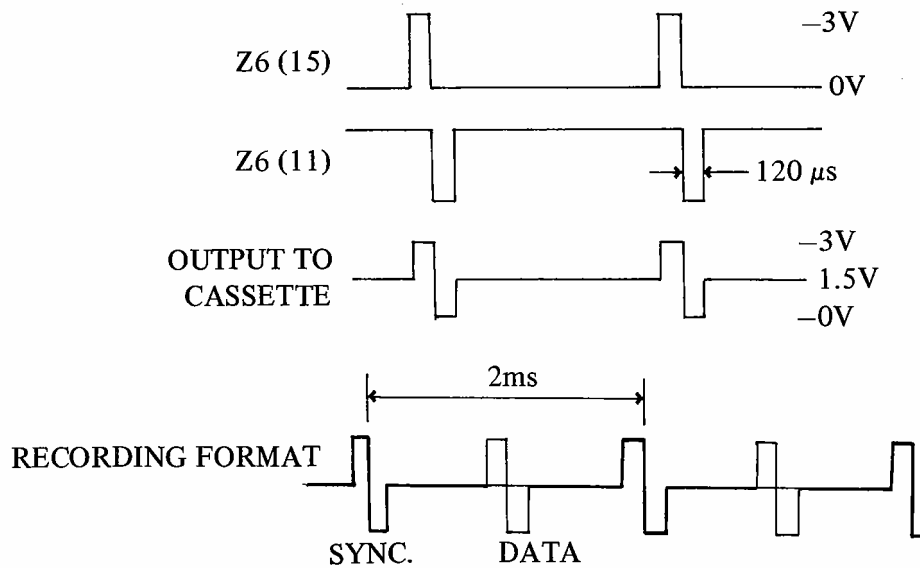 –3V
Z6 (15)
0V
Z6 (11)
120 μs
–3V
OUTPUT TO
CASSETTE
1.5V
–0V
2ms
RECORDING FORMAT
SYNC. DATA